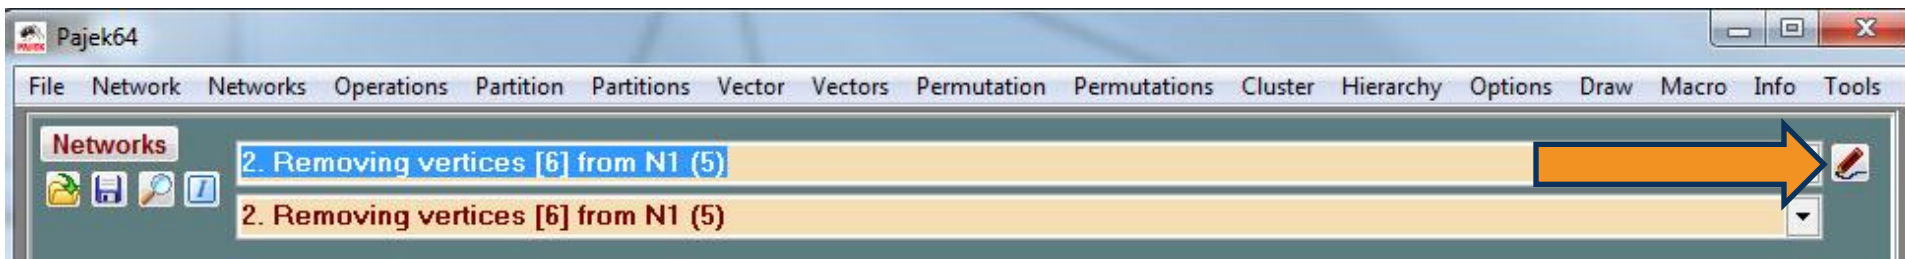 Pajek64
File Network Networks Operations Partition Partitions Vector Vectors Permutation Permutations Cluster Hierarchy Options Draw Macro Info Tools
Networks
2. Removing vertices [6] from N1 (5)
2. Removing vertices [6] from N1 (5)